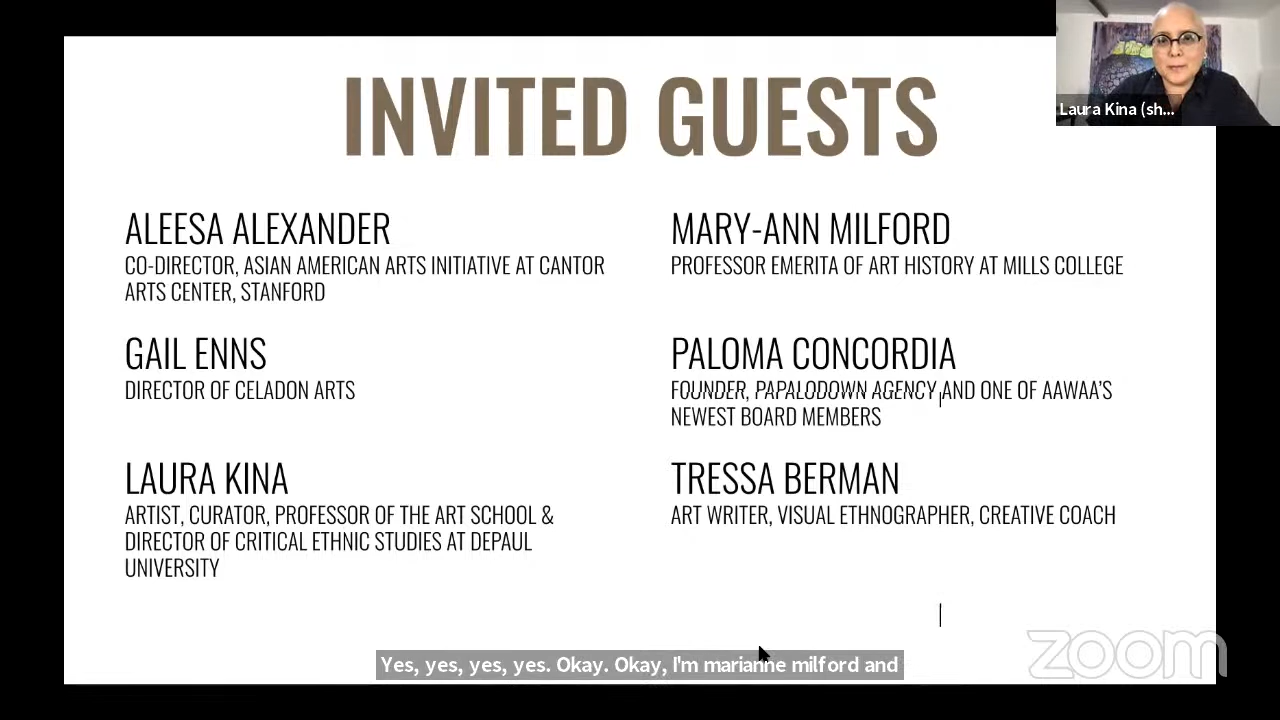 INVITED GUESTS
Laura Kina (sh...
ALEESA ALEXANDER
CO-DIRECTOR, ASIAN AMERICAN ARTS INITIATIVE AT CANTOR
ARTS CENTER, STANFORD
MARY-ANN MILFORD
PROFESSOR EMERITA OF ART HISTORY AT MILLS COLLEGE
GAIL ENNS
DIRECTOR OF CELADON ARTS
PALOMA CONCORDIA
FOUNDER, PAPALODOWN AGENCY AND ONE OF AAWAA'S
NEWEST BOARD MEMBERS
LAURA KINA
ARTIST, CURATOR, PROFESSOR OF THE ART SCHOOL &
DIRECTOR OF CRITICAL ETHNIC STUDIES AT DEPAUL
UNIVERSITY
TRESSA BERMAN
ART WRITER, VISUAL ETHNOGRAPHER, CREATIVE COACH
zoom
Yes, yes, yes, yes. Okay. Okay, I'm marianne milford and